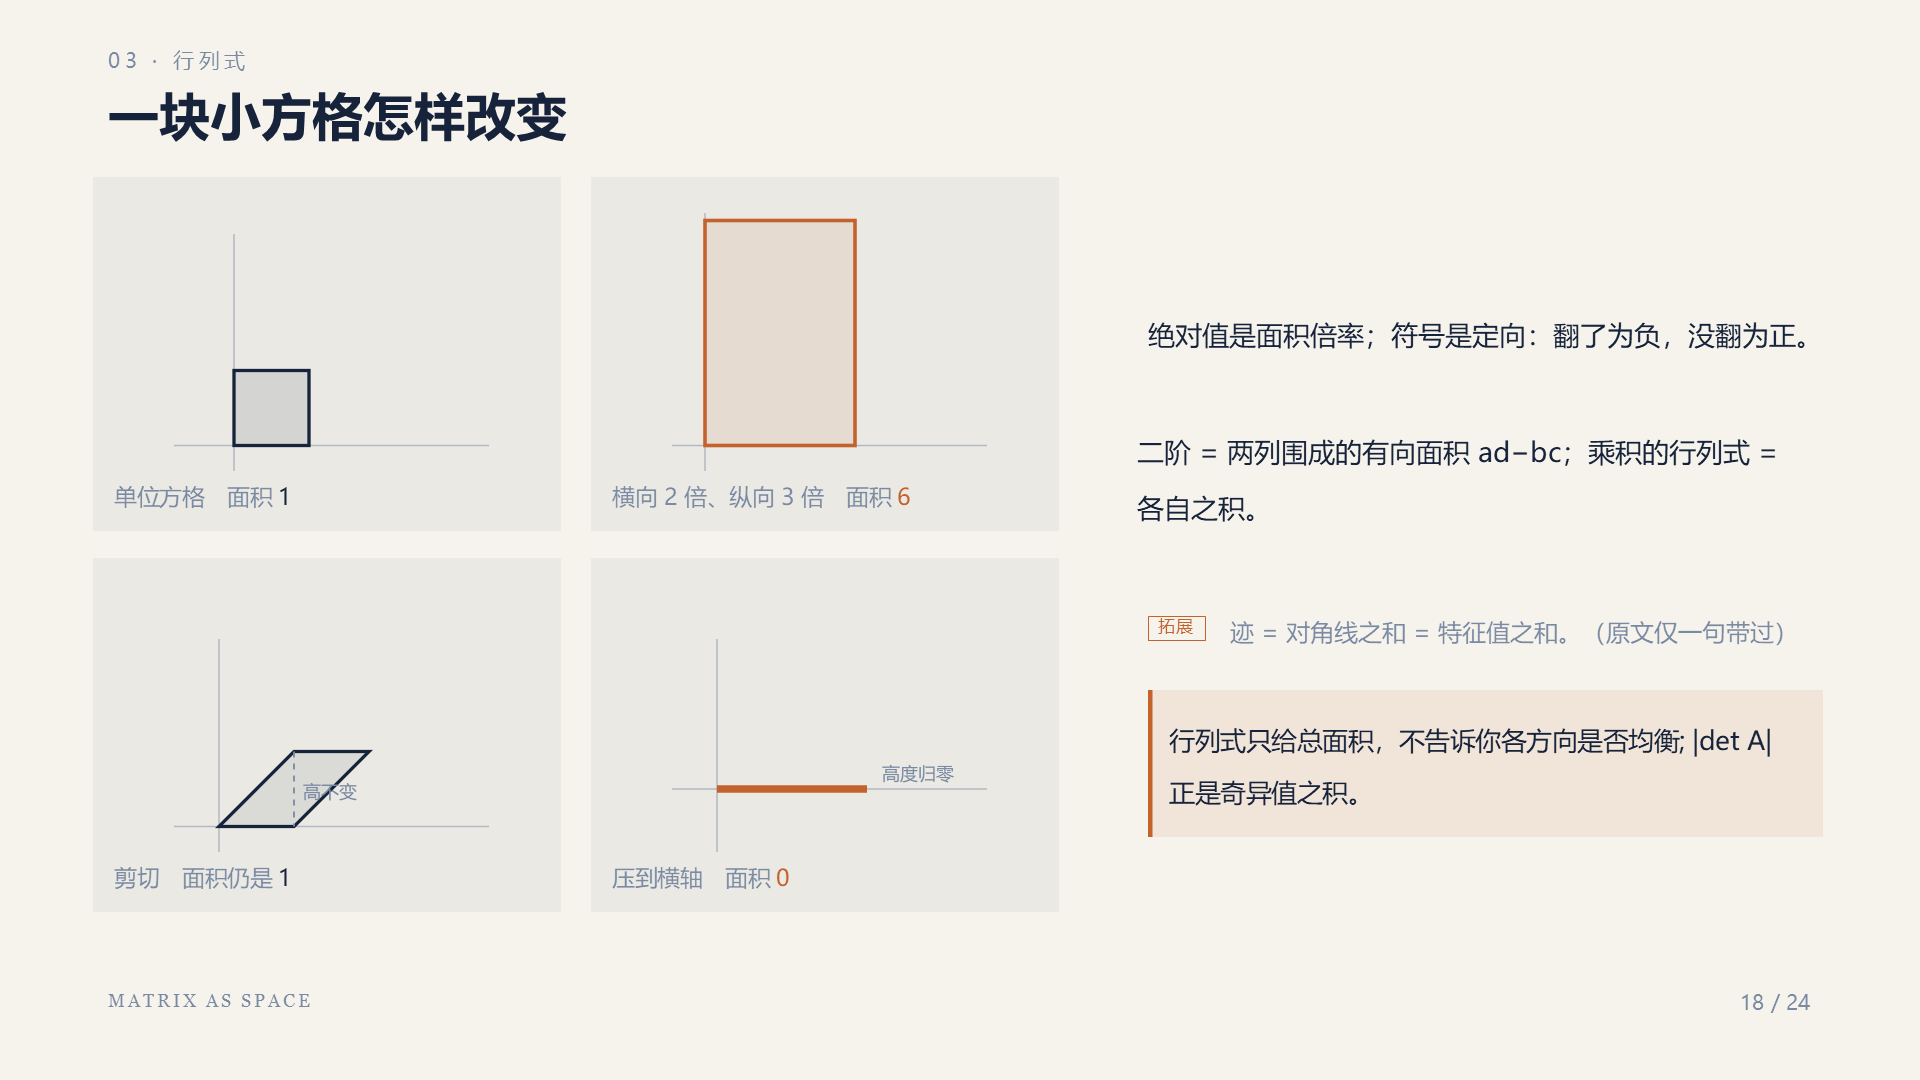 03 · 行列式
一块小方格怎样改变
单位方格 面积 1
横向 2 倍、纵向 3 倍 面积 6
高不变
剪切 面积仍是 1
高度归零
压到横轴 面积 0
绝对值是面积倍率；符号是定向：翻了为负，没翻为正。
二阶 = 两列围成的有向面积 ad−bc；乘积的行列式 =
各自之积。
拓展 迹 = 对角线之和 = 特征值之和。（原文仅一句带过）
行列式只给总面积，不告诉你各方向是否均衡; |det A|
正是奇异值之积。
MATRIX AS SPACE
18 / 24